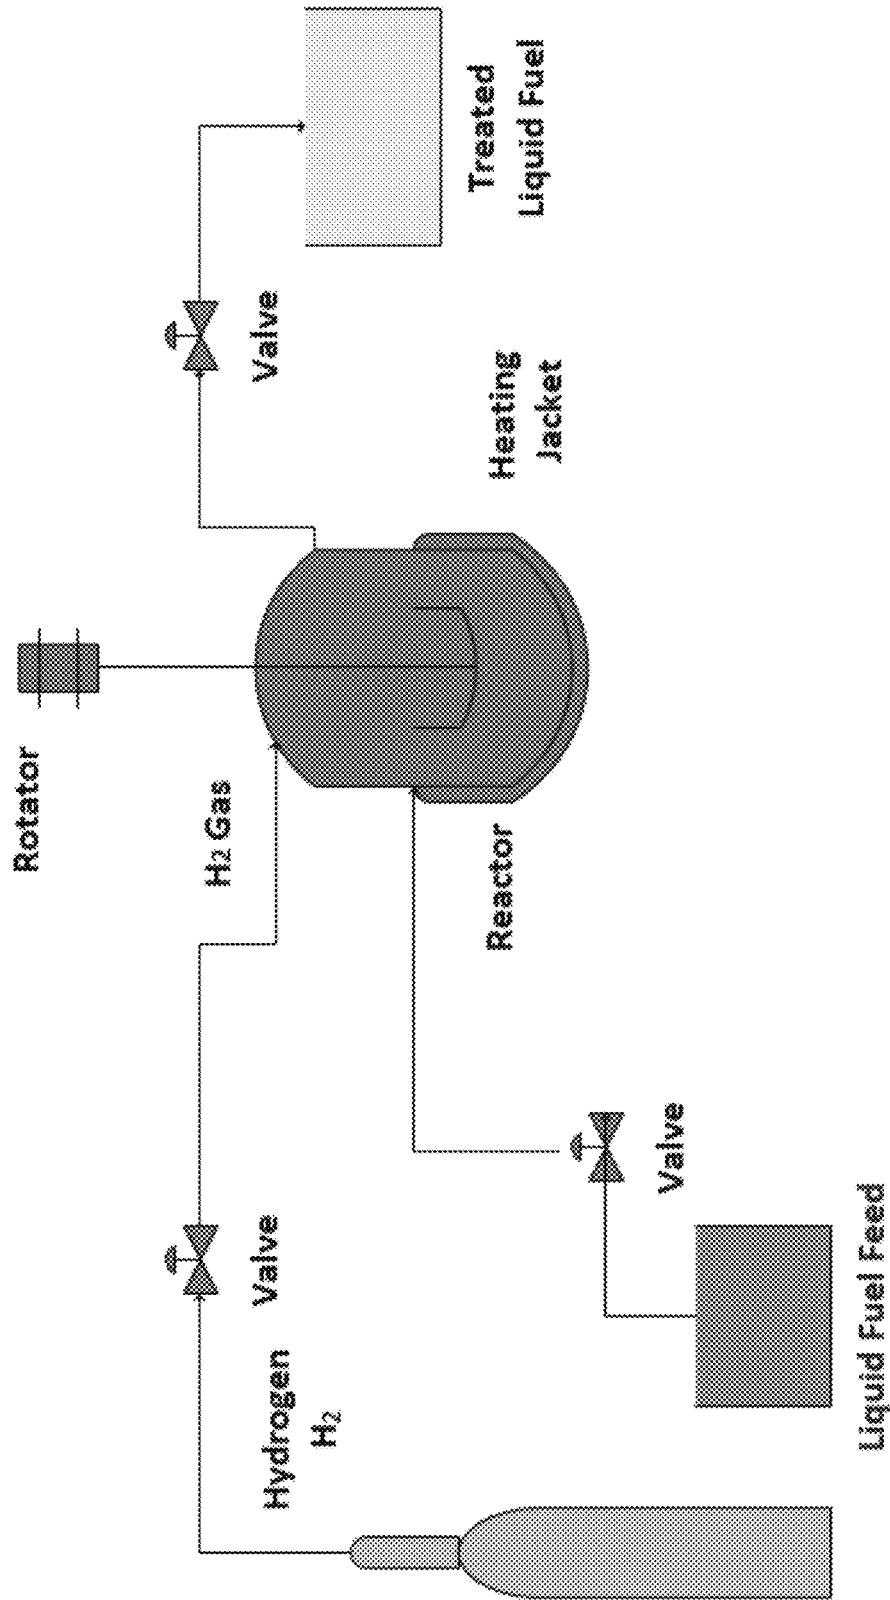 Rotator
H₂ Gas
Valve
Treated
Liquid Fuel
Hydrogen
H₂
Valve
Reactor
Heating
Jacket
Valve
Liquid Fuel Feed